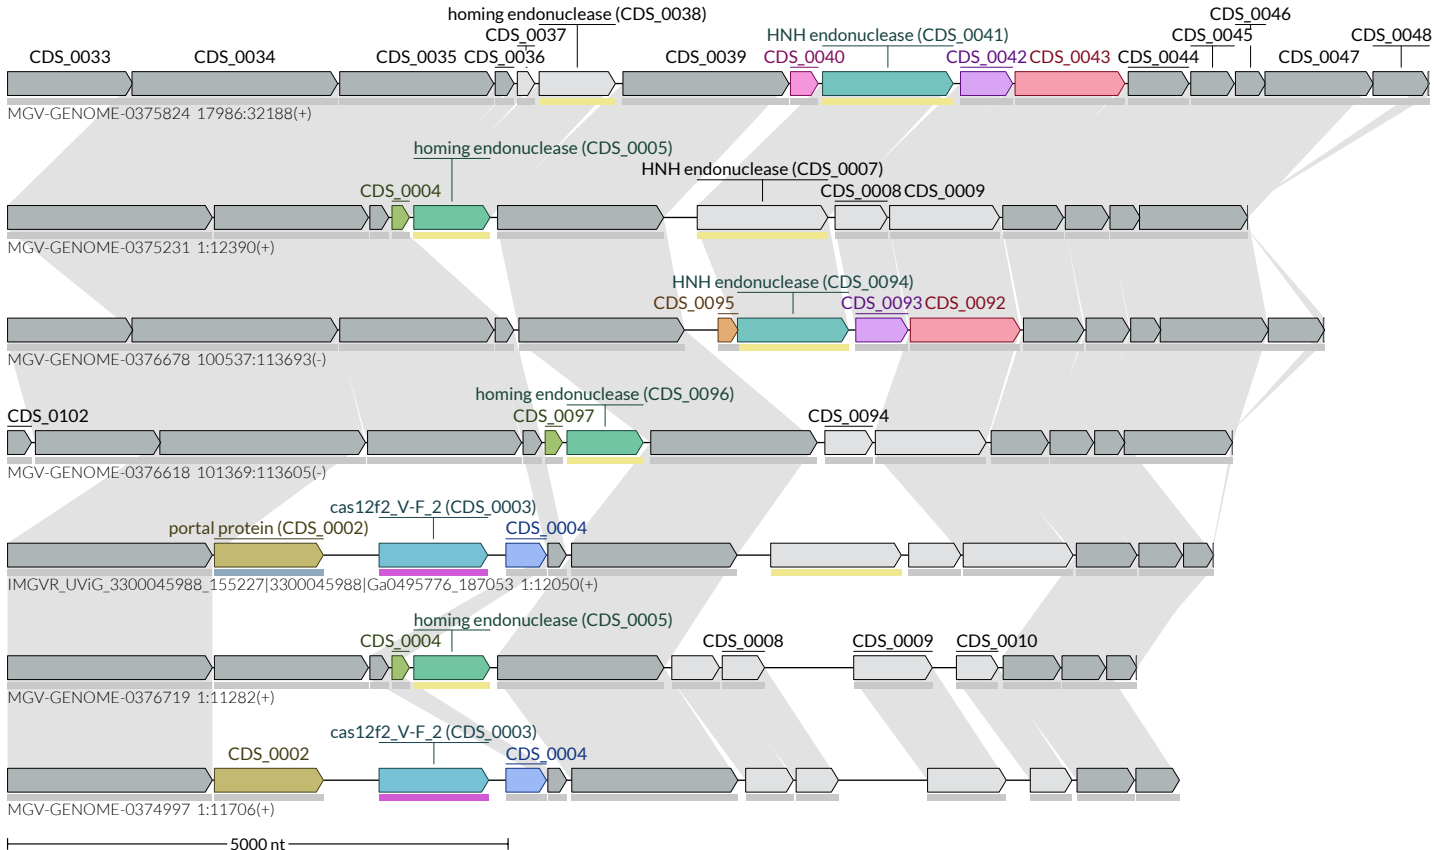 homing endonuclease (CDS_0038)
CDS_0046
CDS_0037
HNH endonuclease (CDS_0041)
CDS_0045
CDS_0048
CDS_0033
CDS_0034
CDS_0035
CDS_0036
CDS_0039
CDS_0040
CDS_0042
CDS_0043
CDS_0044
CDS_0047
MGV-GENOME-0375824 17986:32188(+)
homing endonuclease (CDS_0005)
HNH endonuclease (CDS_0007)
CDS_0004
CDS_0008
CDS_0009
MGV-GENOME-0375231 1:12390(+)
HNH endonuclease (CDS_0094)
CDS_0095
CDS_0093
CDS_0092
MGV-GENOME-0376678 100537:113693(-)
homing endonuclease (CDS_0096)
CDS_0102
CDS_0097
CDS_0094
MGV-GENOME-0376618 101369:113605(-)
cas12f2_V-F_2 (CDS_0003)
portal protein (CDS_0002)
CDS_0004
IMGVR_UViG_3300045988_155227|3300045988|Ga0495776_187053 1:12050(+)
homing endonuclease (CDS_0005)
CDS_0004
CDS_0008
CDS_0009
CDS_0010
MGV-GENOME-0376719 1:11282(+)
cas12f2_V-F_2 (CDS_0003)
CDS_0002
CDS_0004
MGV-GENOME-0374997 1:11706(+)
5000 nt